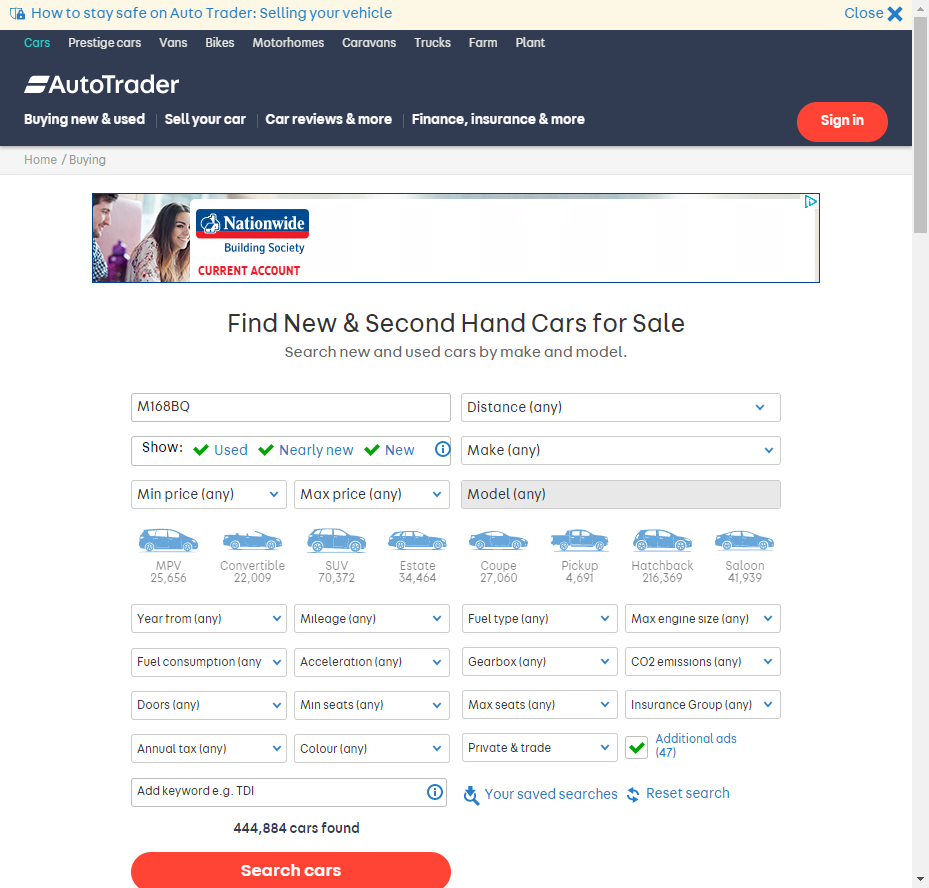 How to stay safe on Auto Trader: Selling your vehicle Close
Cars Prestige cars Vans Bikes Motorhomes Caravans Trucks Farm Plant
AutoTrader
Buying new & used Sell your car Car reviews & more Finance, insurance & more
Sign in
Home / Buying
Nationwide
Building Society
CURRENT ACCOUNT
Find New & Second Hand Cars for Sale
Search new and used cars by make and model.
M168BQ Distance (any)
Show: Used Nearly new New Make (any)
Min price (any) Max price (any) Model (any)
MPV Convertible SUV Estate Coupe Pickup Hatchback Saloon
25,656 22,009 70,372 34,464 27,060 4,691 216,369 41,939
Year from (any) Mileage (any) Fuel type (any) Max engine size (any)
Fuel consumption (any Acceleration (any) Gearbox (any) CO2 emissions (any)
Doors (any) Min seats (any) Max seats (any) Insurance Group (any)
Annual tax (any) Colour (any) Private & trade Additional ads
(47)
Add keyword e.g. TDI Your saved searches Reset search
444,884 cars found
Search cars